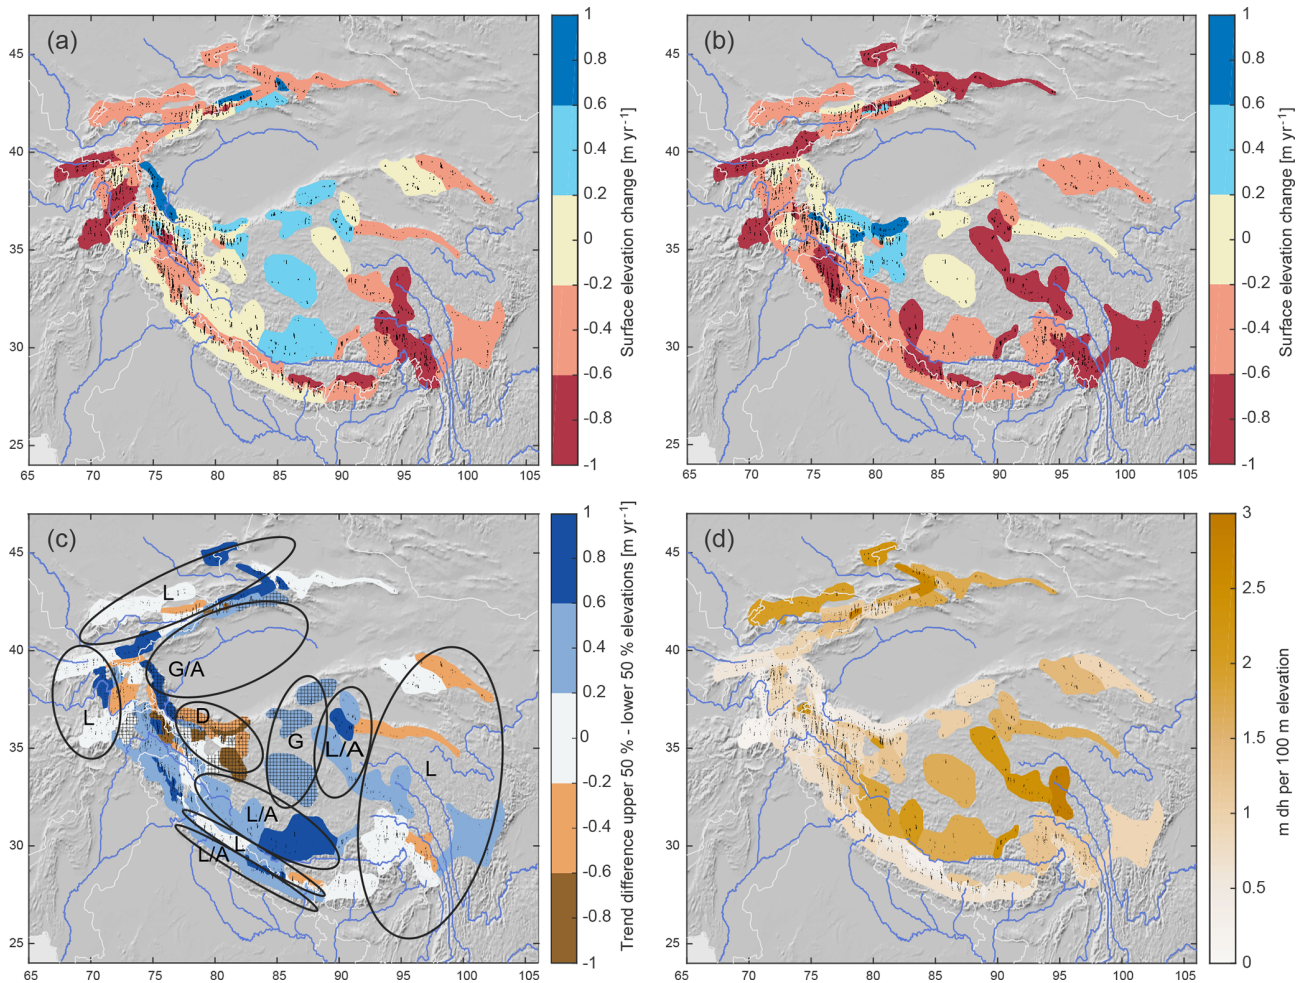 (a)
45
40
35
30
25
65 70 75 80 85 90 95 100 105
1
0.8
0.6
0.4
0.2
0
-0.2
-0.4
-0.6
-0.8
-1
Surface elevation change [m yr-1]
(b)
45
40
35
30
25
65 70 75 80 85 90 95 100 105
1
0.8
0.6
0.4
0.2
0
-0.2
-0.4
-0.6
-0.8
-1
Surface elevation change [m yr-1]
(c)
L
G/A
L
D
G
L/A
L
L/A
L
L/A
45
40
35
30
25
65 70 75 80 85 90 95 100 105
1
0.8
0.6
0.4
0.2
0
-0.2
-0.4
-0.6
-0.8
-1
Trend difference upper 50 % - lower 50 % elevations [m yr-1]
(d)
45
40
35
30
25
65 70 75 80 85 90 95 100 105
3
2.5
2
1.5
1
0.5
0
m dh per 100 m elevation